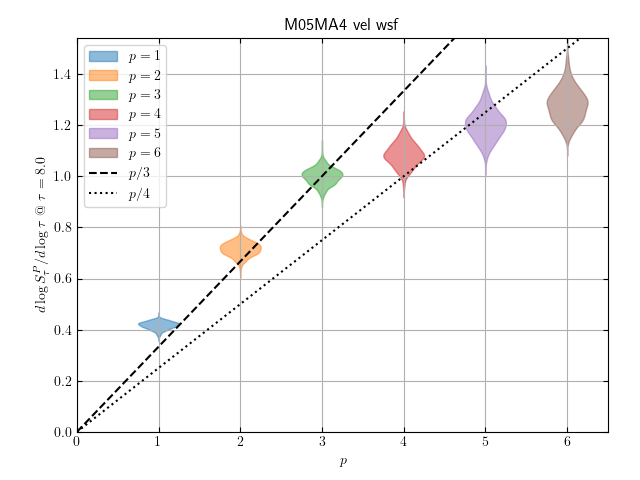 M05MA4 vel wsf
d log S_τ^P / d log τ @ τ = 8.0
1.4
1.2
1.0
0.8
0.6
0.4
0.2
0.0
p = 1
p = 2
p = 3
p = 4
p = 5
p = 6
p/3
p/4
0 1 2 3 4 5 6
p